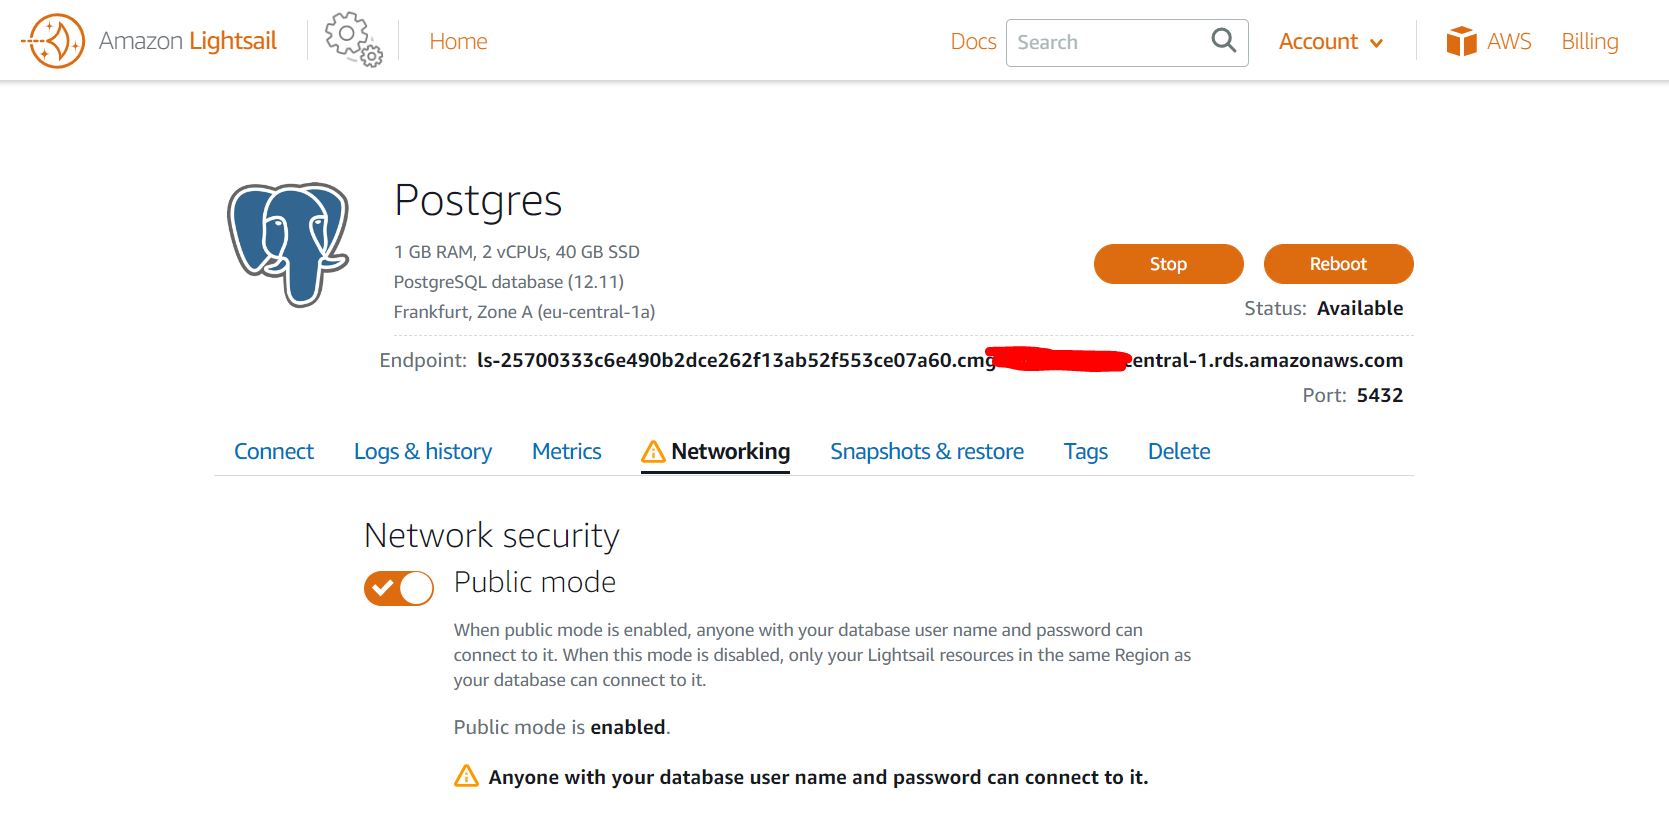 Amazon Lightsail
Home
Docs
Search
Account
AWS
Billing
Postgres
1 GB RAM, 2 vCPUs, 40 GB SSD
PostgreSQL database (12.11)
Frankfurt, Zone A (eu-central-1a)
Stop
Reboot
Status: Available
Endpoint: ls-25700333c6e490b2dce262f13ab52f553ce07a60.cmg entral-1.rds.amazonaws.com
Port: 5432
Connect
Logs & history
Metrics
Networking
Snapshots & restore
Tags
Delete
Network security
Public mode
When public mode is enabled, anyone with your database user name and password can
connect to it. When this mode is disabled, only your Lightsail resources in the same Region as
your database can connect to it.
Public mode is enabled.
Anyone with your database user name and password can connect to it.